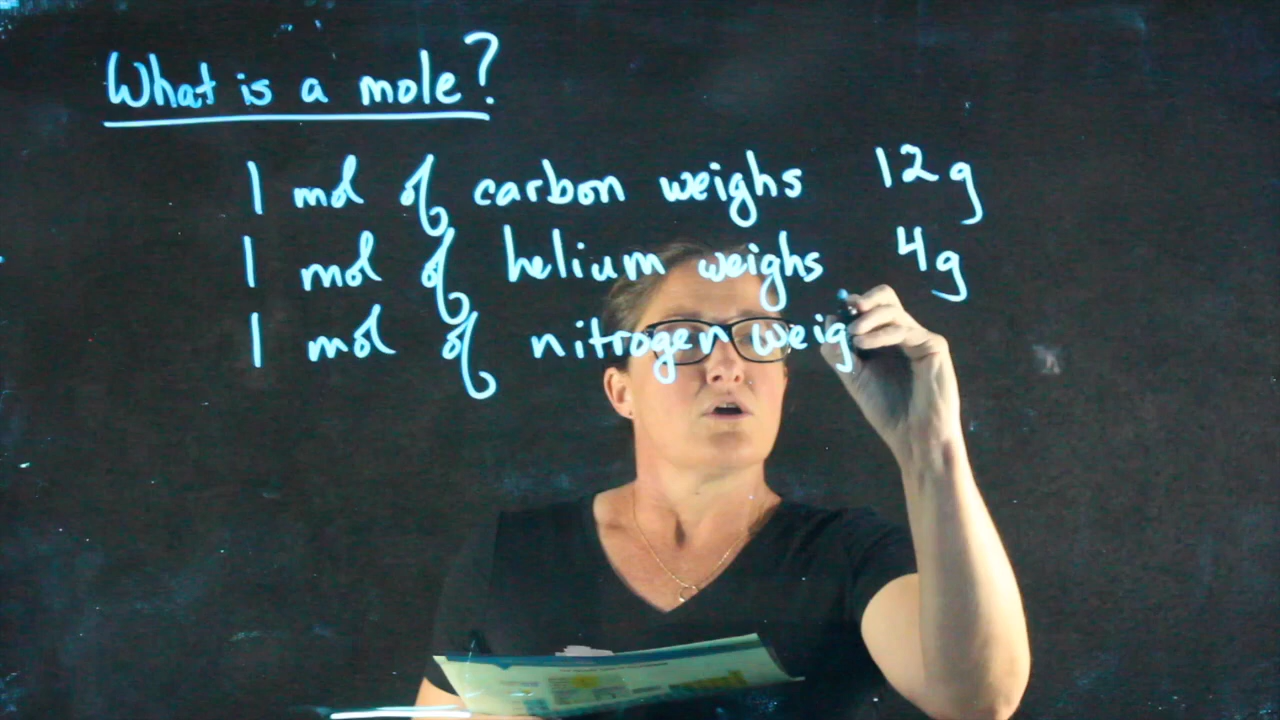 What is a mole?
1 mol of carbon weighs 12g
1 mol of helium weighs 4g
1 mol of nitrogen weig